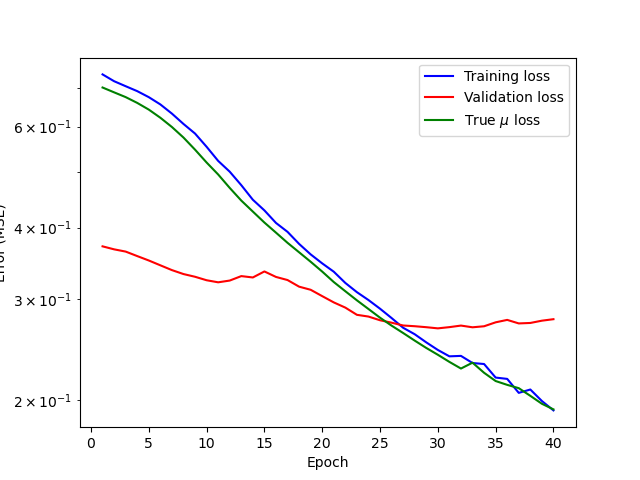 Training loss
Validation loss
True μ loss
6 × 10⁻¹
4 × 10⁻¹
3 × 10⁻¹
2 × 10⁻¹
(MSE)
0 5 10 15 20 25 30 35 40
Epoch